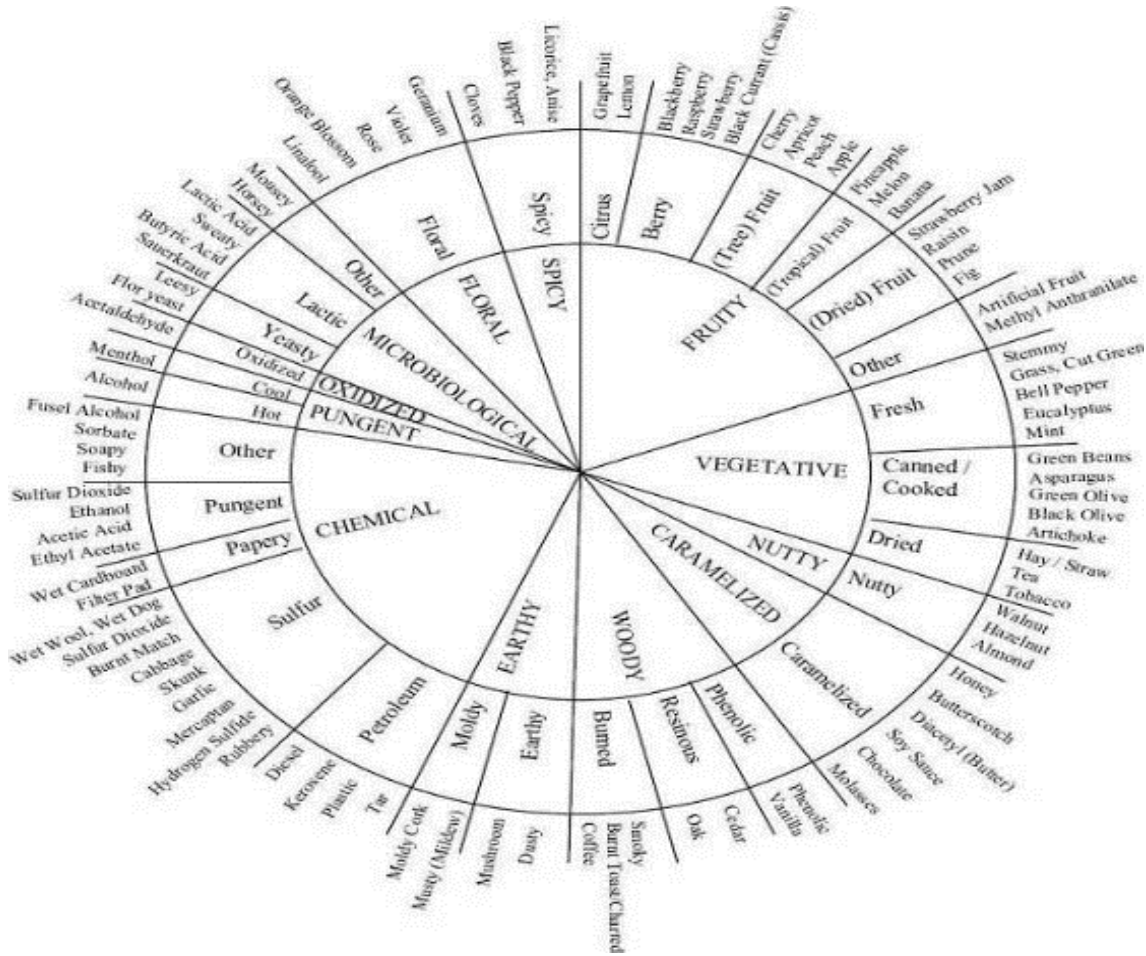 FRUITY
Citrus
Grapefruit
Lemon
Berry
Blackberry
Raspberry
Strawberry
Black Currant (Cassis)
(Tree) Fruit
Cherry
Apricot
Peach
Apple
(Tropical) Fruit
Pineapple
Melon
Banana
(Dried) Fruit
Strawberry Jam
Raisin
Prune
Fig
Other
Artificial Fruit
Methyl Anthranilate
VEGETATIVE
Fresh
Stemmy
Grass, Cut Green
Bell Pepper
Eucalyptus
Mint
Canned /
Cooked
Green Beans
Asparagus
Green Olive
Black Olive
Artichoke
Dried
Hay / Straw
Tea
Tobacco
NUTTY
Nutty
Walnut
Hazelnut
Almond
CARAMELIZED
Caramelized
Honey
Butterscotch
Diacetyl (Butter)
Soy Sauce
Chocolate
Molasses
WOODY
Phenolic
Phenolic
Vanilla
Resinous
Cedar
Oak
Burned
Smoky
Burnt Toast/Charred
Coffee
EARTHY
Earthy
Dusty
Mushroom
Moldy
Musty (Mildew)
Moldy Cork
CHEMICAL
Petroleum
Tar
Plastic
Kerovene
Diesel
Sulfur
Rubbery
Hydrogen Sulfide
Mercaptan
Garlic
Skunk
Cabbage
Burnt Match
Sulfur Dioxide
Wet Wool, Wet Dog
Papery
Filter Pad
Wet Cardboard
Pungent
Ethyl Acetate
Acetic Acid
Ethanol
Sulfur Dioxide
Other
Fishy
Soapy
Sorbate
Fusel Alcohol
PUNGENT
Hot
Alcohol
Cool
Menthol
OXIDIZED
Oxidized
Acetaldehyde
MICROBIOLOGICAL
Yeasty
Flor yeast
Leesy
Lactic
Sauerkraut
Butyric Acid
Sweaty
Lactic Acid
Other
Horsey
Mousey
FLORAL
Floral
Linalool
Orange Blossom
Rose
Violet
Geranium
SPICY
Spicy
Cloves
Black Pepper
Licorice, Anise